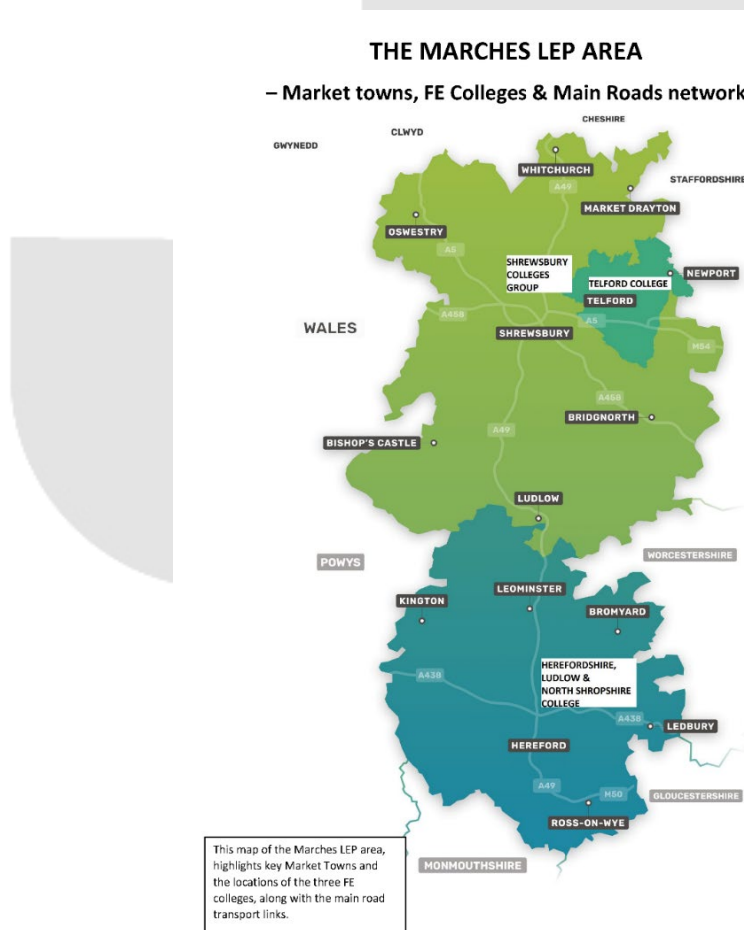 THE MARCHES LEP AREA
– Market towns, FE Colleges & Main Roads network
CHESHIRE
CLWYD
GWYNEDD
WHITCHURCH
STAFFORDSHIRE
A49
MARKET DRAYTON
OSWESTRY
A5
SHREWSBURY
COLLEGES
GROUP
NEWPORT
TELFORD COLLEGE
TELFORD
A458
A5
WALES
SHREWSBURY
M54
A458
BRIDGNORTH
A49
BISHOP'S CASTLE
LUDLOW
WORCESTERSHIRE
POWYS
LEOMINSTER
KINGTON
BROMYARD
HEREFORDSHIRE,
LUDLOW &
NORTH SHROPSHIRE
COLLEGE
A438
A438
LEDBURY
HEREFORD
A49
M50
GLOUCESTERSHIRE
ROSS-ON-WYE
MONMOUTHSHIRE
This map of the Marches LEP area,
highlights key Market Towns and
the locations of the three FE
colleges, along with the main road
transport links.